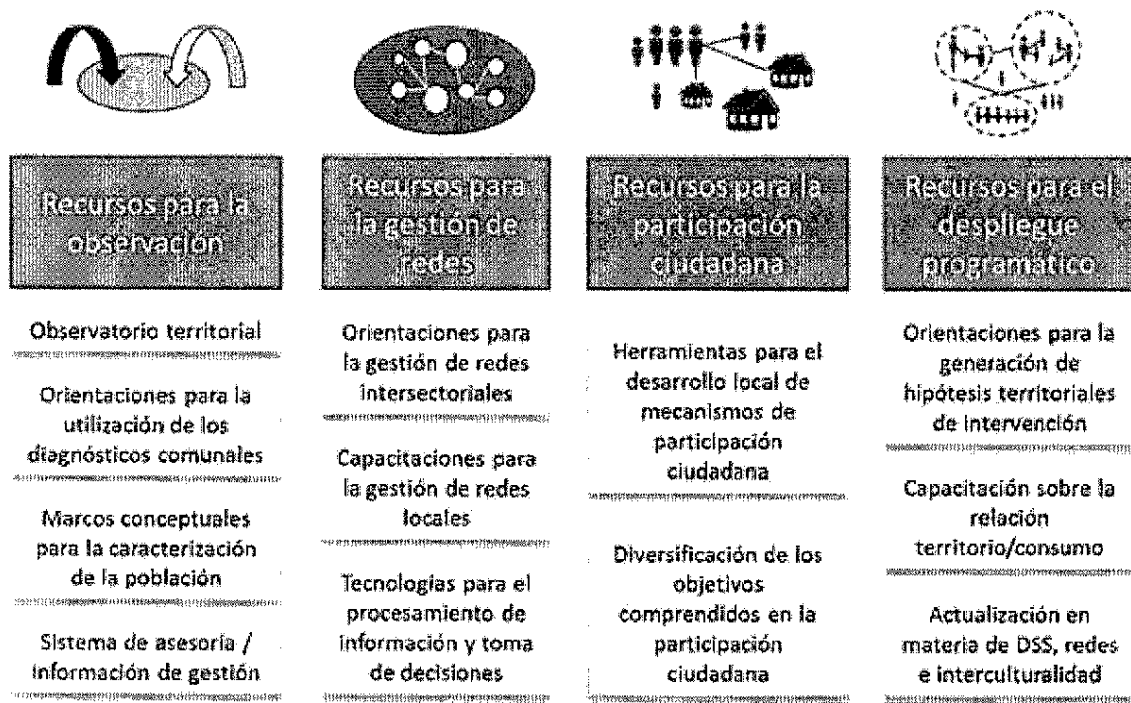 Recursos para la
observación
Observatorio territorial
Orientaciones para la
utilización de los
diagnósticos comunales
Marcos conceptuales
para la caracterización
de la población
Sistema de asesoría /
información de gestión
Recursos para
la gestión de
redes
Orientaciones para
la gestión de redes
intersectoriales
Capacitaciones para
la gestión de redes
locales
Tecnologías para el
procesamiento de
información y toma
de decisiones
Recursos para la
participación
ciudadana
Herramientas para el
desarrollo local de
mecanismos de
participación
ciudadana
Diversificación de los
objetivos
comprendidos en la
participación
ciudadana
Recursos para el
despliegue
programático
Orientaciones para la
generación de
hipótesis territoriales
de intervención
Capacitación sobre la
relación
territorio/consumo
Actualización en
materia de DSS, redes
e interculturalidad